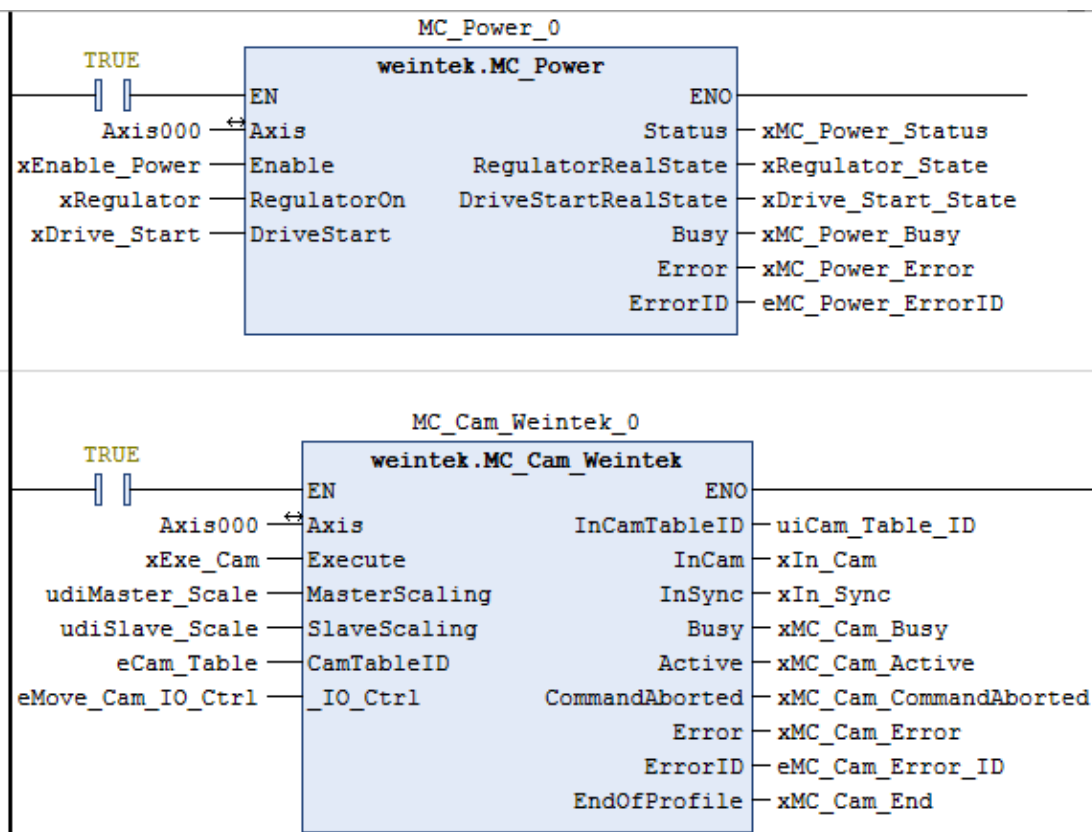 MC_Power_0
TRUE weintek.MC_Power
EN ENO
Axis000 Axis Status xMC_Power_Status
xEnable_Power Enable RegulatorRealState xRegulator_State
xRegulator RegulatorOn DriveStartRealState xDrive_Start_State
xDrive_Start DriveStart Busy xMC_Power_Busy
Error xMC_Power_Error
ErrorID eMC_Power_ErrorID
MC_Cam_Weintek_0
TRUE weintek.MC_Cam_Weintek
EN ENO
Axis000 Axis InCamTableID uiCam_Table_ID
xExe_Cam Execute InCam xIn_Cam
udiMaster_Scale MasterScaling InSync xIn_Sync
udiSlave_Scale SlaveScaling Busy xMC_Cam_Busy
eCam_Table CamTableID Active xMC_Cam_Active
eMove_Cam_IO_Ctrl _IO_Ctrl CommandAborted xMC_Cam_CommandAborted
Error xMC_Cam_Error
ErrorID eMC_Cam_Error_ID
EndOfProfile xMC_Cam_End